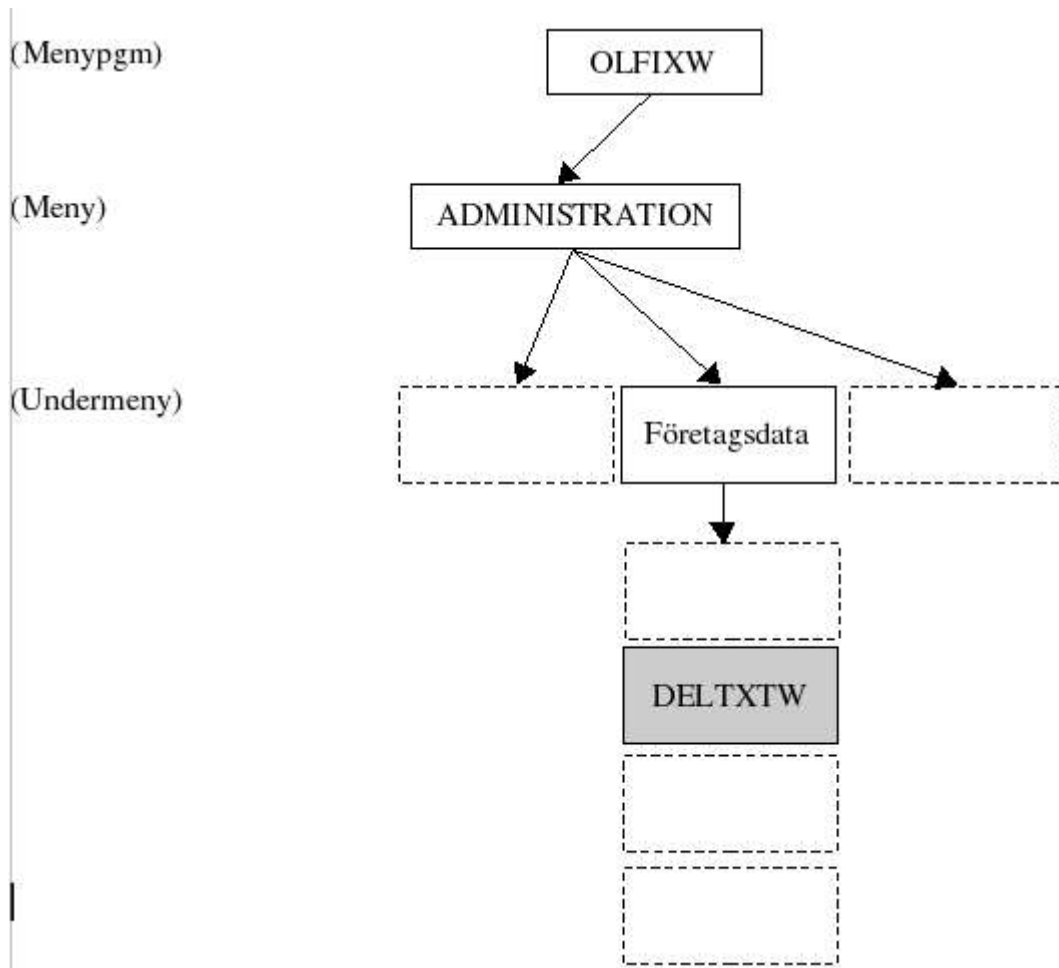 (Menypgm)
OLFIXW
(Meny)
ADMINISTRATION
(Undermeny)
Företagsdata
DELTXTW